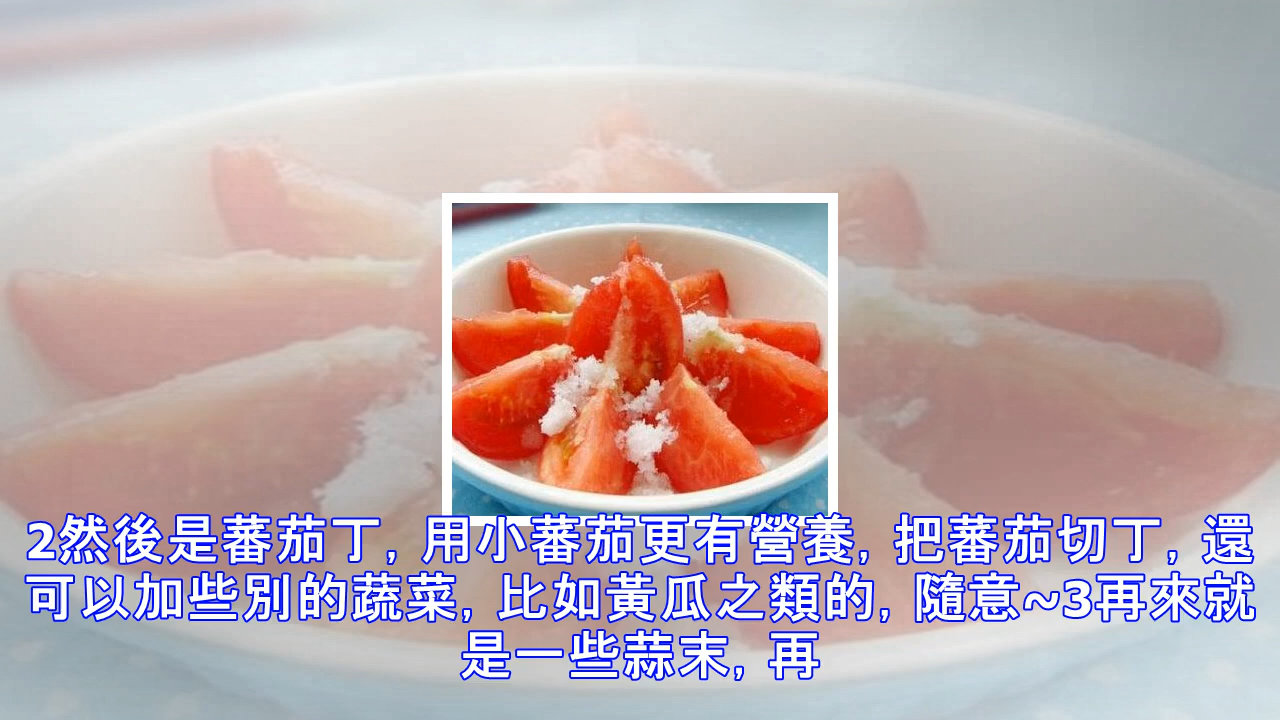 2然後是蕃茄丁, 用小蕃茄更有營養, 把蕃茄切丁, 還
可以加些別的蔬菜, 比如黃瓜之類的, 隨意~3再來就
是一些蒜末, 再